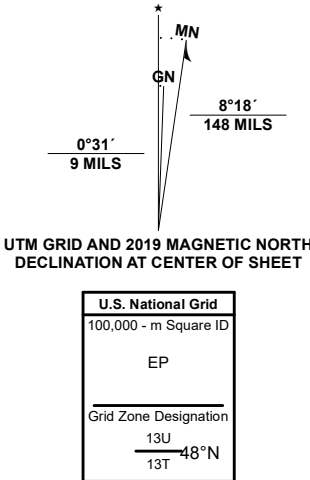 ★
MN
GN
8°18´
148 MILS
0°31´
9 MILS
UTM GRID AND 2019 MAGNETIC NORTH
DECLINATION AT CENTER OF SHEET
U.S. National Grid
100,000 - m Square ID
EP
Grid Zone Designation
13U
48°N
13T